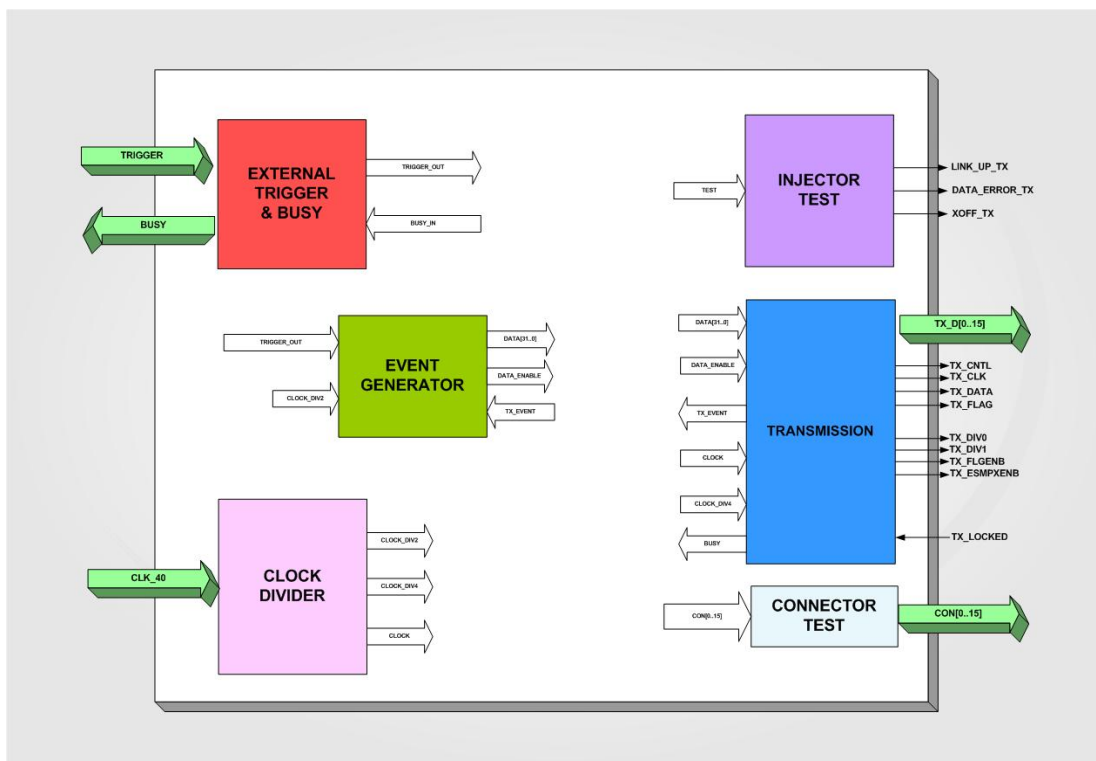 TRIGGER
BUSY
EXTERNAL
TRIGGER
& BUSY
TRIGGER_OUT
BUSY_IN
TEST
INJECTOR
TEST
LINK_UP_TX
DATA_ERROR_TX
XOFF_TX
TRIGGER_OUT
CLOCK_DIV2
EVENT
GENERATOR
DATA[31..0]
DATA_ENABLE
TX_EVENT
DATA[31..0]
DATA_ENABLE
TX_EVENT
CLOCK
CLOCK_DIV4
BUSY
TRANSMISSION
TX_D[0..15]
TX_CNTL
TX_CLK
TX_DATA
TX_FLAG
TX_DIV0
TX_DIV1
TX_FLGENB
TX_ESMPXENB
TX_LOCKED
CLK_40
CLOCK
DIVIDER
CLOCK_DIV2
CLOCK_DIV4
CLOCK
CON[0..15]
CONNECTOR
TEST
CON[0..15]